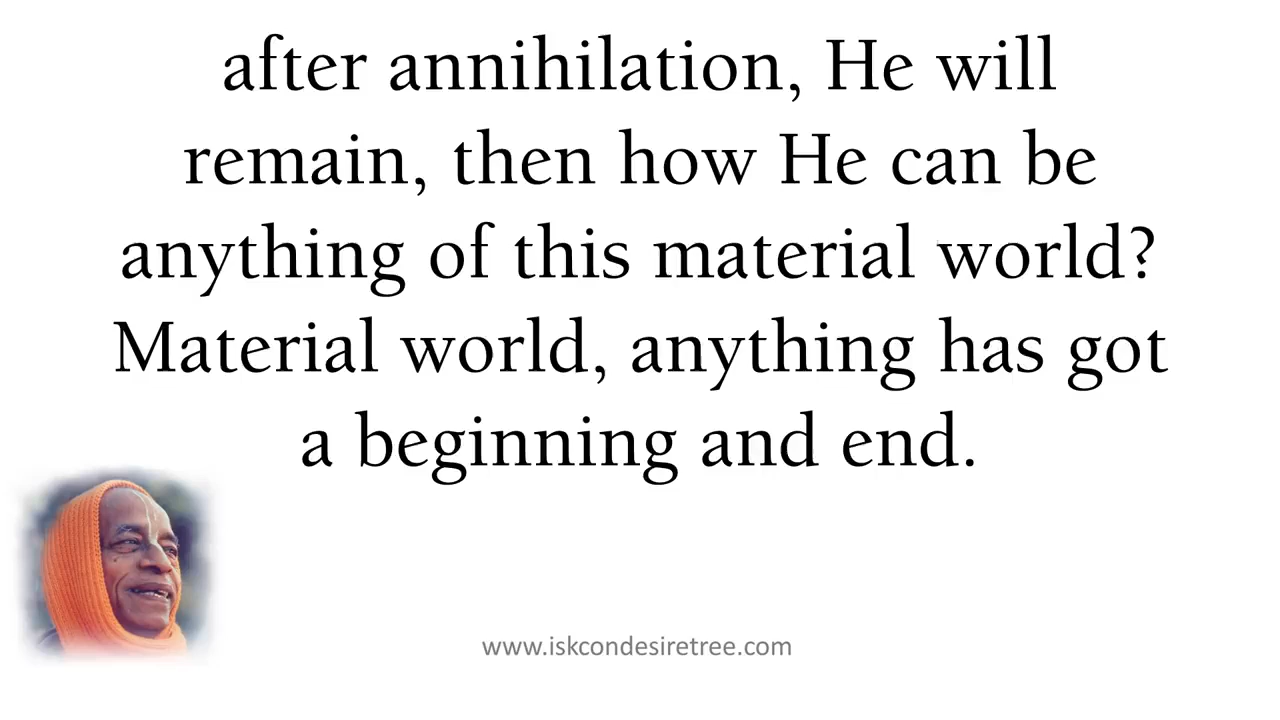 after annihilation, He will
remain, then how He can be
anything of this material world?
Material world, anything has got
a beginning and end.
www.iskcondesiretree.com